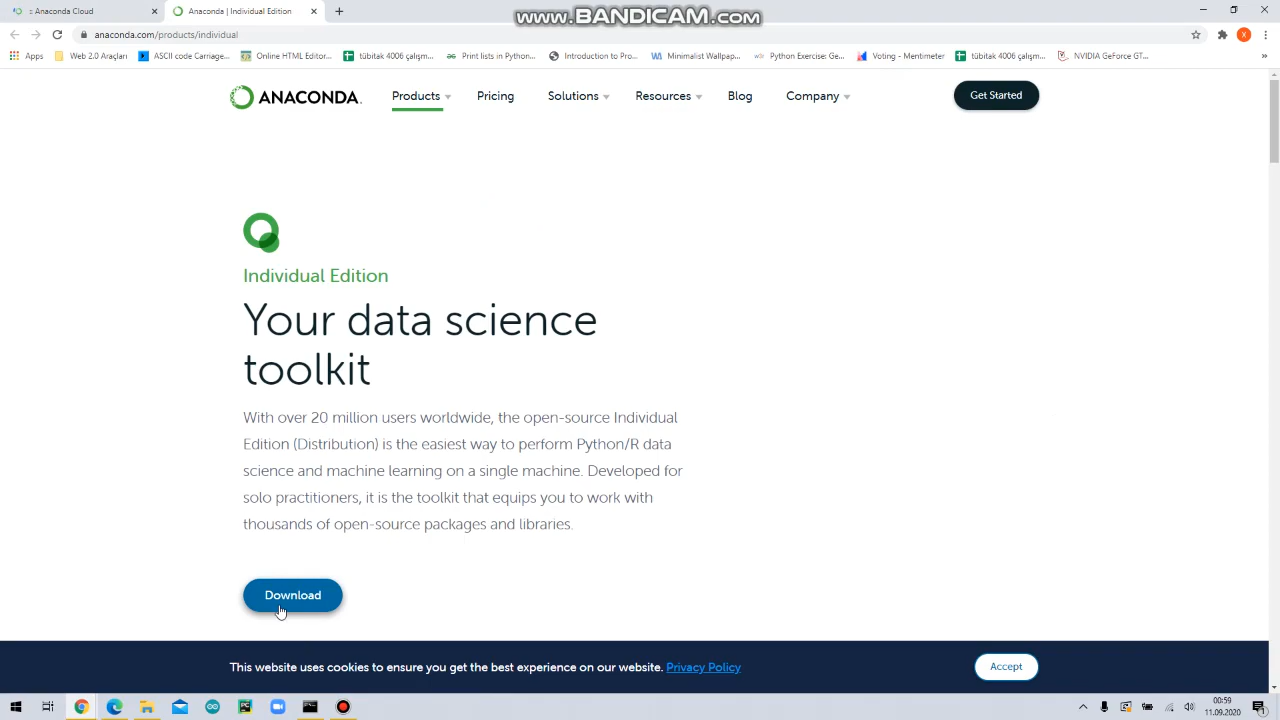 www.BANDICAM.com
:: Anaconda Cloud
Anaconda | Individual Edition
anaconda.com/products/individual
Apps
Web 2.0 Araçları
ASCII code Carriage...
Online HTML Editor...
tübitak 4006 çalışm...
Print lists in Python...
Introduction to Pro...
Minimalist Wallpap...
Python Exercise: Ge...
Voting - Mentimeter
tübitak 4006 çalışm...
NVIDIA GeForce GT...
ANACONDA.
Products
Pricing
Solutions
Resources
Blog
Company
Get Started
Individual Edition
Your data science
toolkit
With over 20 million users worldwide, the open-source Individual
Edition (Distribution) is the easiest way to perform Python/R data
science and machine learning on a single machine. Developed for
solo practitioners, it is the toolkit that equips you to work with
thousands of open-source packages and libraries.
Download
This website uses cookies to ensure you get the best experience on our website. Privacy Policy
Accept
00:59
11.09.2020